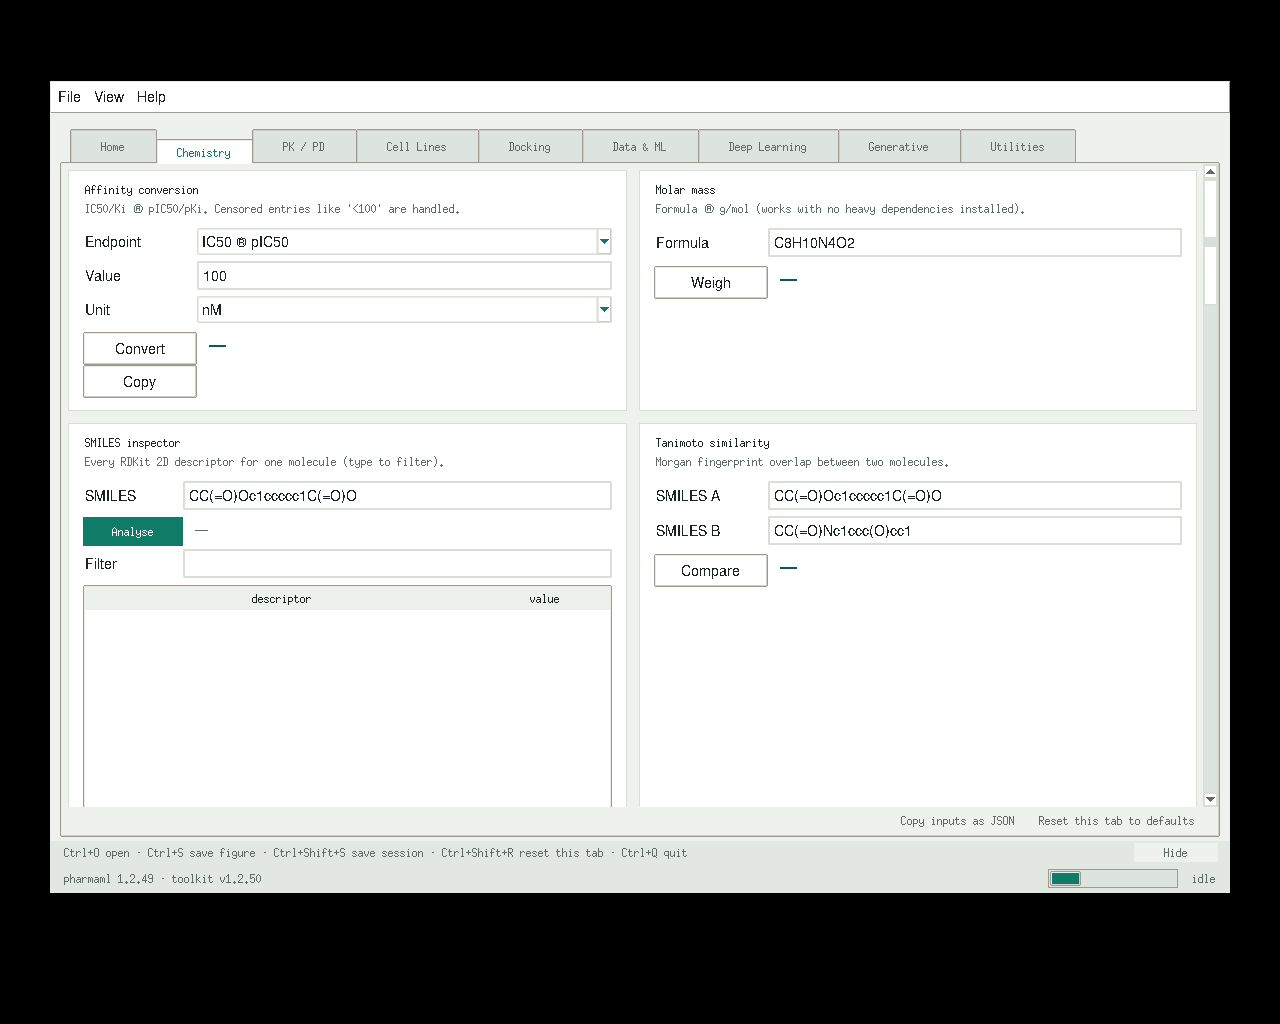 File View Help
Home Chemistry PK / PD Cell Lines Docking Data & ML Deep Learning Generative Utilities
Affinity conversion
IC50/Ki ® pIC50/pKi. Censored entries like '<100' are handled.
Endpoint IC50 ® pIC50
Value 100
Unit nM
Convert —
Copy
Molar mass
Formula ® g/mol (works with no heavy dependencies installed).
Formula C8H10N4O2
Weigh —
SMILES inspector
Every RDKit 2D descriptor for one molecule (type to filter).
SMILES CC(=O)Oc1ccccc1C(=O)O
Analyse —
Filter
descriptor value
Tanimoto similarity
Morgan fingerprint overlap between two molecules.
SMILES A CC(=O)Oc1ccccc1C(=O)O
SMILES B CC(=O)Nc1ccc(O)cc1
Compare —
Copy inputs as JSON Reset this tab to defaults
Ctrl+O open · Ctrl+S save figure · Ctrl+Shift+S save session · Ctrl+Shift+R reset this tab · Ctrl+Q quit Hide
pharmaml 1.2.49 · toolkit v1.2.50 idle